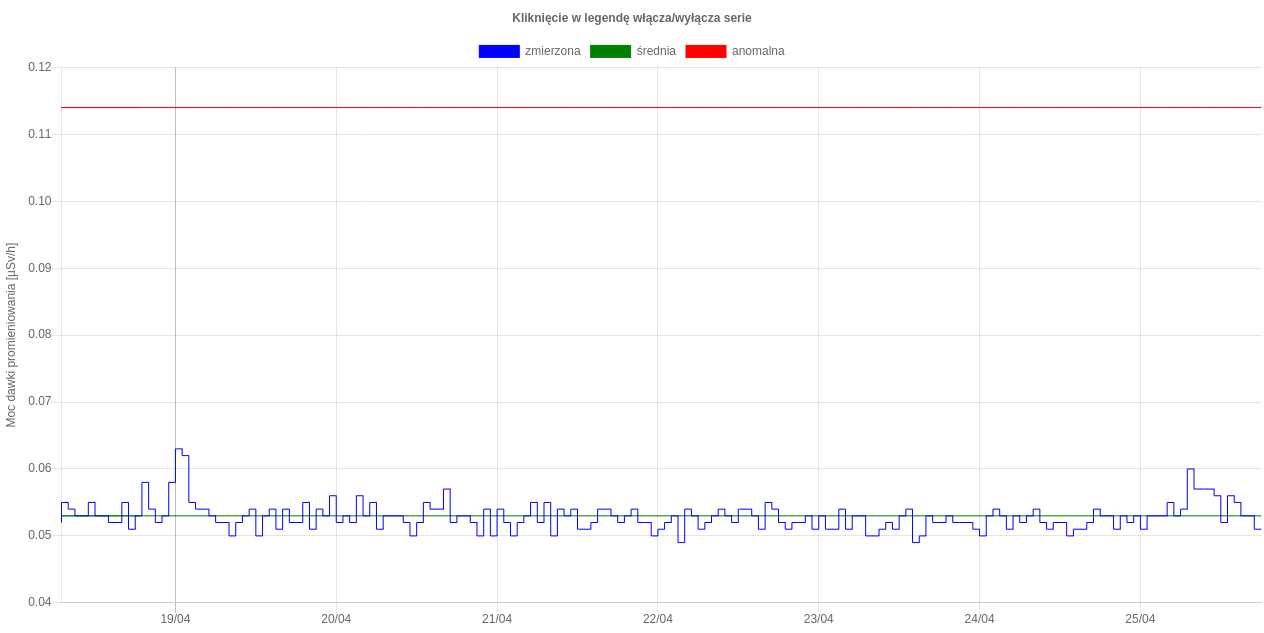 Kliknięcie w legendę włącza/wyłącza serie
zmierzona średnia anomalna
Moc dawki promieniowania [µSv/h]
0.12
0.11
0.10
0.09
0.08
0.07
0.06
0.05
0.04
19/04 20/04 21/04 22/04 23/04 24/04 25/04